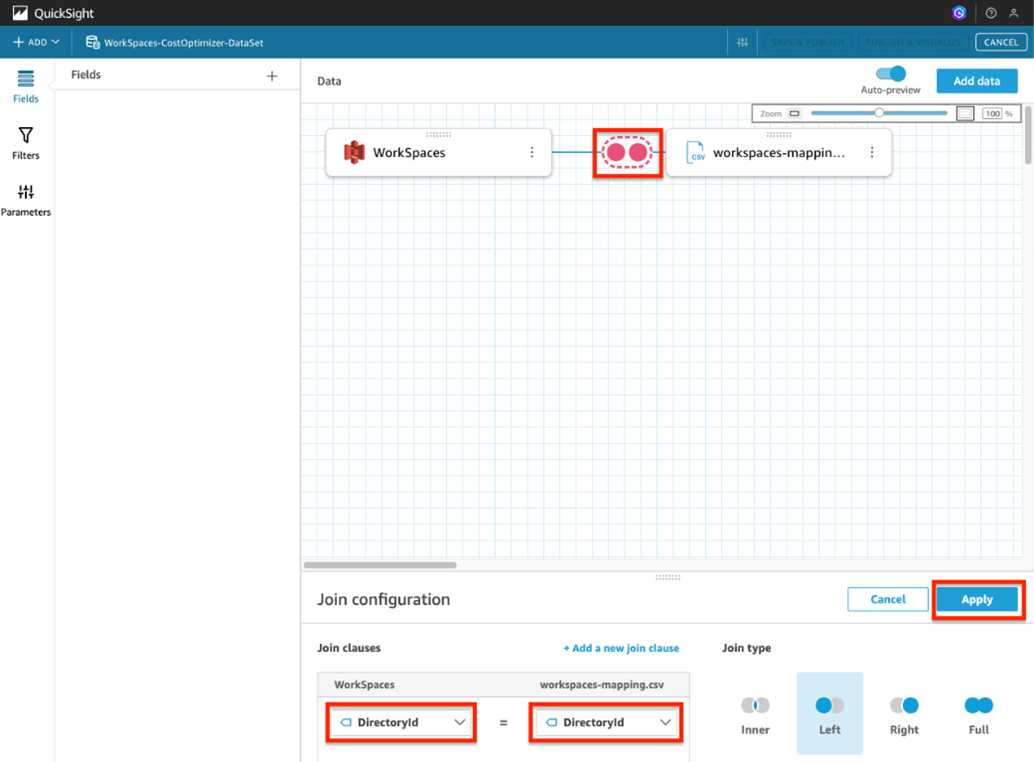 QuickSight
+ ADD
WorkSpaces-CostOptimizer-DataSet
SAVE & PUBLISH
PUBLISH & VISUALIZE
CANCEL
Fields
Filters
Parameters
Fields
Data
Auto-preview
Add data
Zoom
100 %
WorkSpaces
CSV
workspaces-mappin...
Join configuration
Cancel
Apply
Join clauses
+ Add a new join clause
Join type
WorkSpaces
workspaces-mapping.csv
DirectoryId
=
DirectoryId
Inner
Left
Right
Full